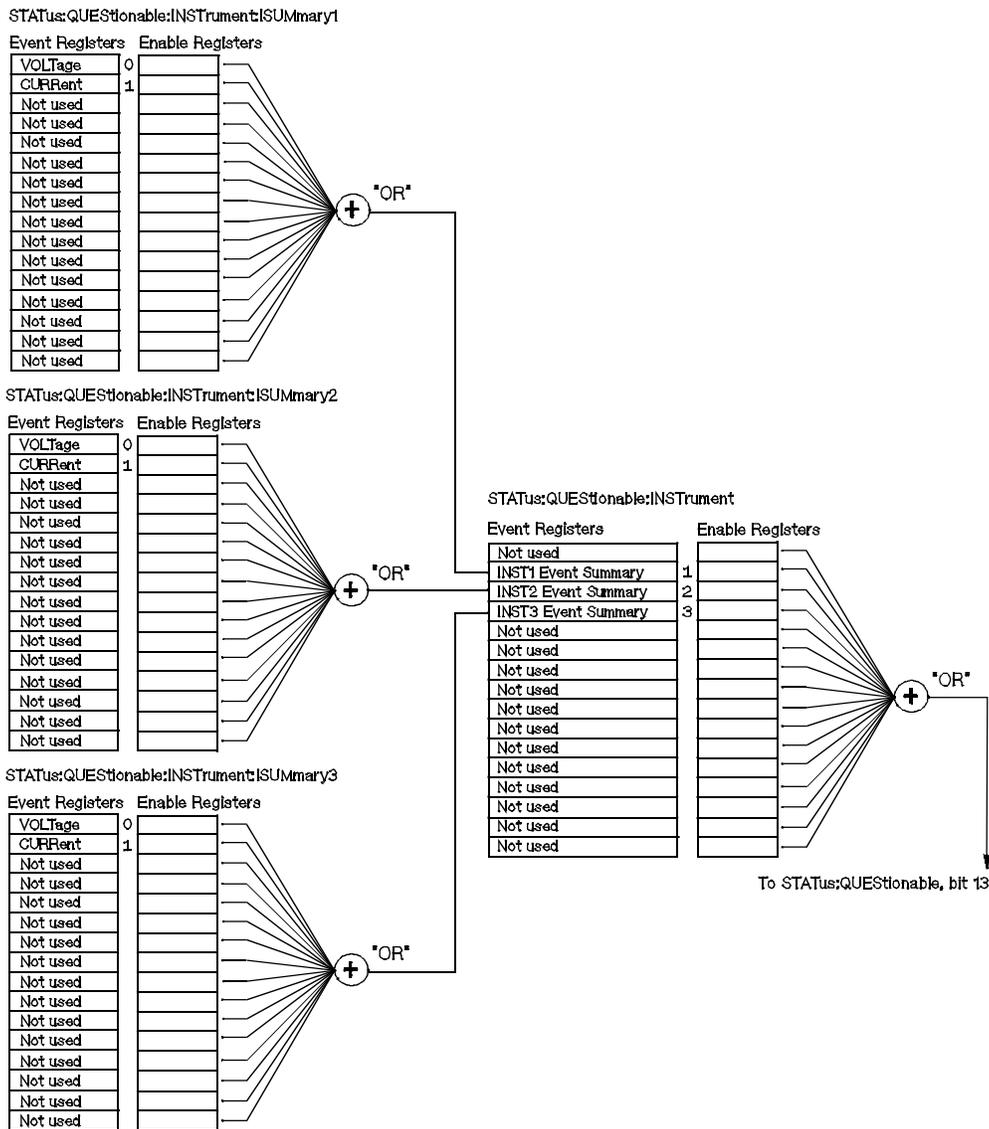 STATus:QUEStionable:INSTrument:ISUMmary1
Event Registers Enable Registers
VOLTage 0
CURRent 1
Not used
Not used
Not used
Not used
Not used
Not used
Not used
Not used
Not used
Not used
Not used
Not used
Not used
Not used
"OR"
STATus:QUEStionable:INSTrument:ISUMmary2
Event Registers Enable Registers
VOLTage 0
CURRent 1
Not used
Not used
Not used
Not used
Not used
Not used
Not used
Not used
Not used
Not used
Not used
Not used
Not used
Not used
"OR"
STATus:QUEStionable:INSTrument:ISUMmary3
Event Registers Enable Registers
VOLTage 0
CURRent 1
Not used
Not used
Not used
Not used
Not used
Not used
Not used
Not used
Not used
Not used
Not used
Not used
Not used
Not used
"OR"
STATus:QUEStionable:INSTrument
Event Registers Enable Registers
Not used
INST1 Event Summary 1
INST2 Event Summary 2
INST3 Event Summary 3
Not used
Not used
Not used
Not used
Not used
Not used
Not used
Not used
Not used
Not used
Not used
Not used
"OR"
To STATus:QUEStionable, bit 13